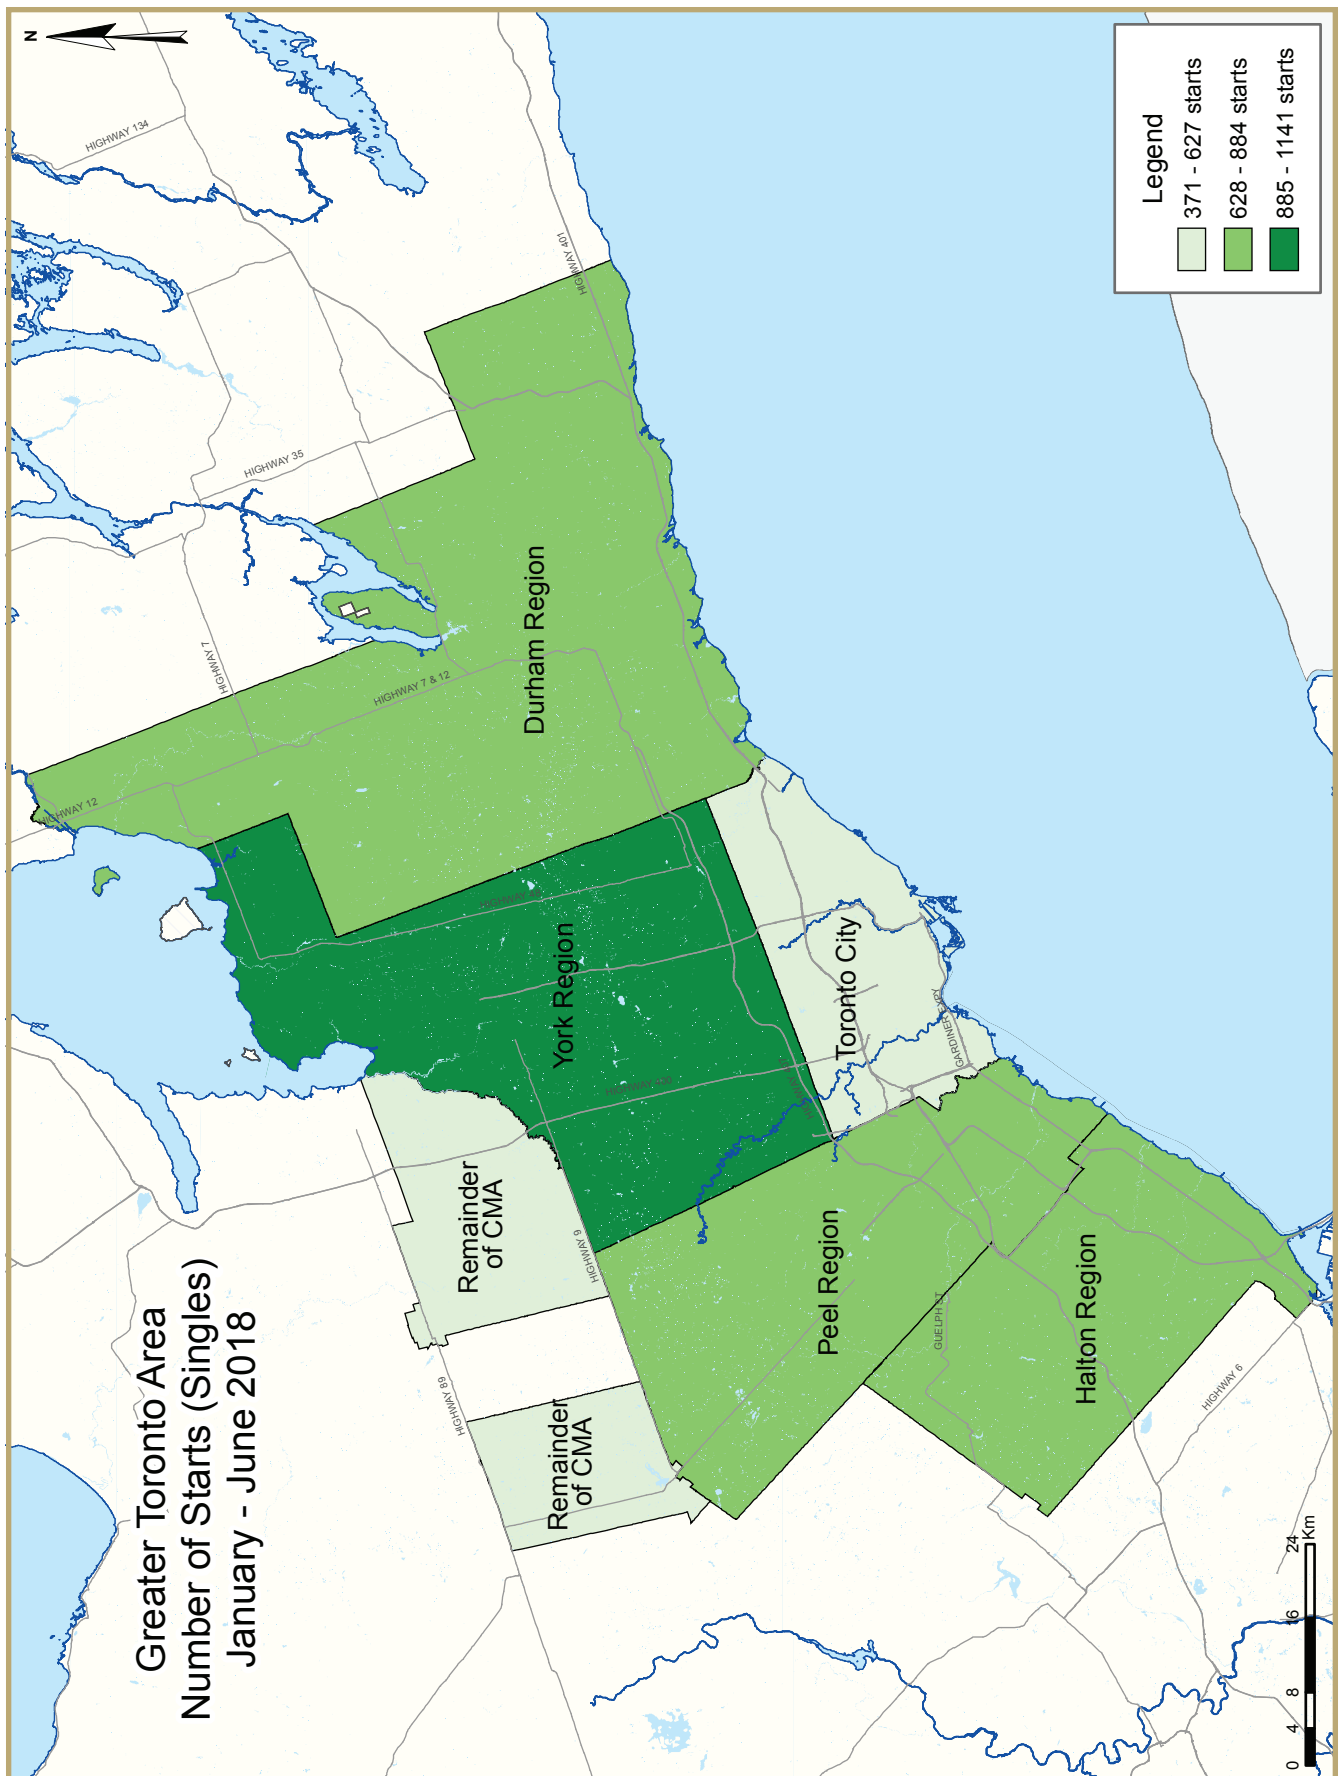 Greater Toronto Area
Number of Starts (Singles)
January - June 2018
N
HIGHWAY 134
HIGHWAY 401
HIGHWAY 35
HIGHWAY 7
HIGHWAY 7 & 12
HIGHWAY 12
Durham Region
York Region
HIGHWAY 400
Toronto City
GARDINER EXPY
Remainder
of CMA
HIGHWAY 9
HIGHWAY 89
Remainder
of CMA
Peel Region
GUELPH ST
Halton Region
HIGHWAY 6
Legend
371 - 627 starts
628 - 884 starts
885 - 1141 starts
0 4 8 16 24
Km